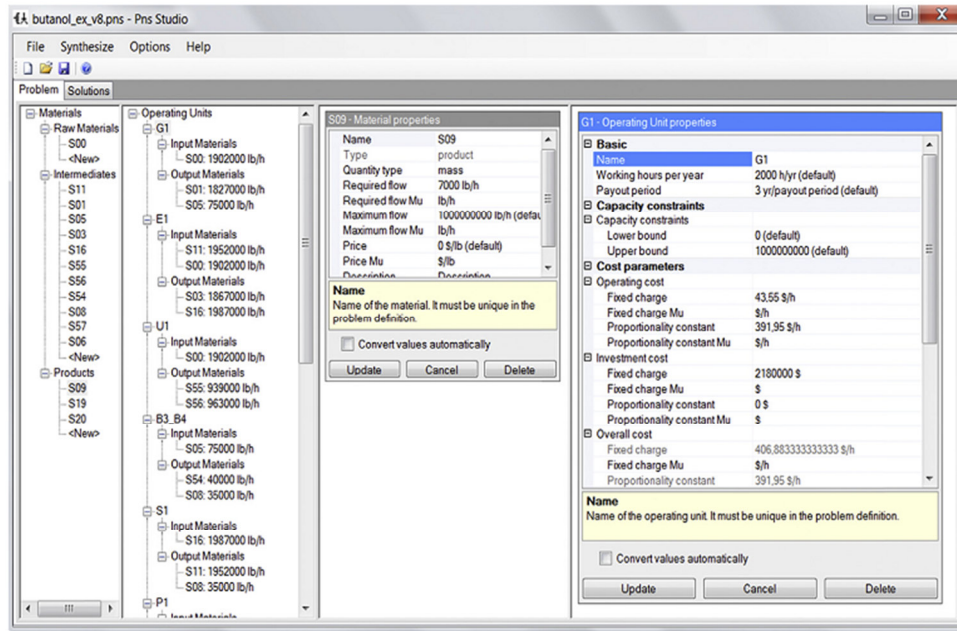 butanol_ex_v8.pns - Pns Studio
File Synthesize Options Help
Problem Solutions
Materials
Raw Materials
S00
<New>
Intermediates
S11
S01
S05
S03
S16
S55
S56
S54
S08
S57
S06
<New>
Products
S09
S19
S20
<New>
Operating Units
G1
Input Materials
S00: 1902000 lb/h
Output Materials
S01: 1827000 lb/h
S05: 75000 lb/h
E1
Input Materials
S11: 1952000 lb/h
S00: 1902000 lb/h
Output Materials
S03: 1867000 lb/h
S16: 1987000 lb/h
U1
Input Materials
S00: 1902000 lb/h
Output Materials
S55: 939000 lb/h
S56: 963000 lb/h
B3_B4
Input Materials
S05: 75000 lb/h
Output Materials
S54: 40000 lb/h
S08: 35000 lb/h
S1
Input Materials
S16: 1987000 lb/h
Output Materials
S11: 1952000 lb/h
S08: 35000 lb/h
P1
Input Materials
S09 - Material properties
Name S09
Type product
Quantity type mass
Required flow 7000 lb/h
Required flow Mu lb/h
Maximum flow 1000000000 lb/h (defau
Maximum flow Mu lb/h
Price 0 $/lb (default)
Price Mu $/lb
Description Description
Name
Name of the material. It must be unique in the
problem definition.
Convert values automatically
Update Cancel Delete
G1 - Operating Unit properties
Basic
Name G1
Working hours per year 2000 h/yr (default)
Payout period 3 yr/payout period (default)
Capacity constraints
Capacity constraints
Lower bound 0 (default)
Upper bound 1000000000 (default)
Cost parameters
Operating cost
Fixed charge 43,55 $/h
Fixed charge Mu $/h
Proportionality constant 391,95 $/h
Proportionality constant Mu $/h
Investment cost
Fixed charge 2180000 $
Fixed charge Mu $
Proportionality constant 0 $
Proportionality constant Mu $
Overall cost
Fixed charge 406,883333333333 $/h
Fixed charge Mu $/h
Proportionality constant 391,95 $/h
Name
Name of the operating unit. It must be unique in the problem definition.
Convert values automatically
Update Cancel Delete